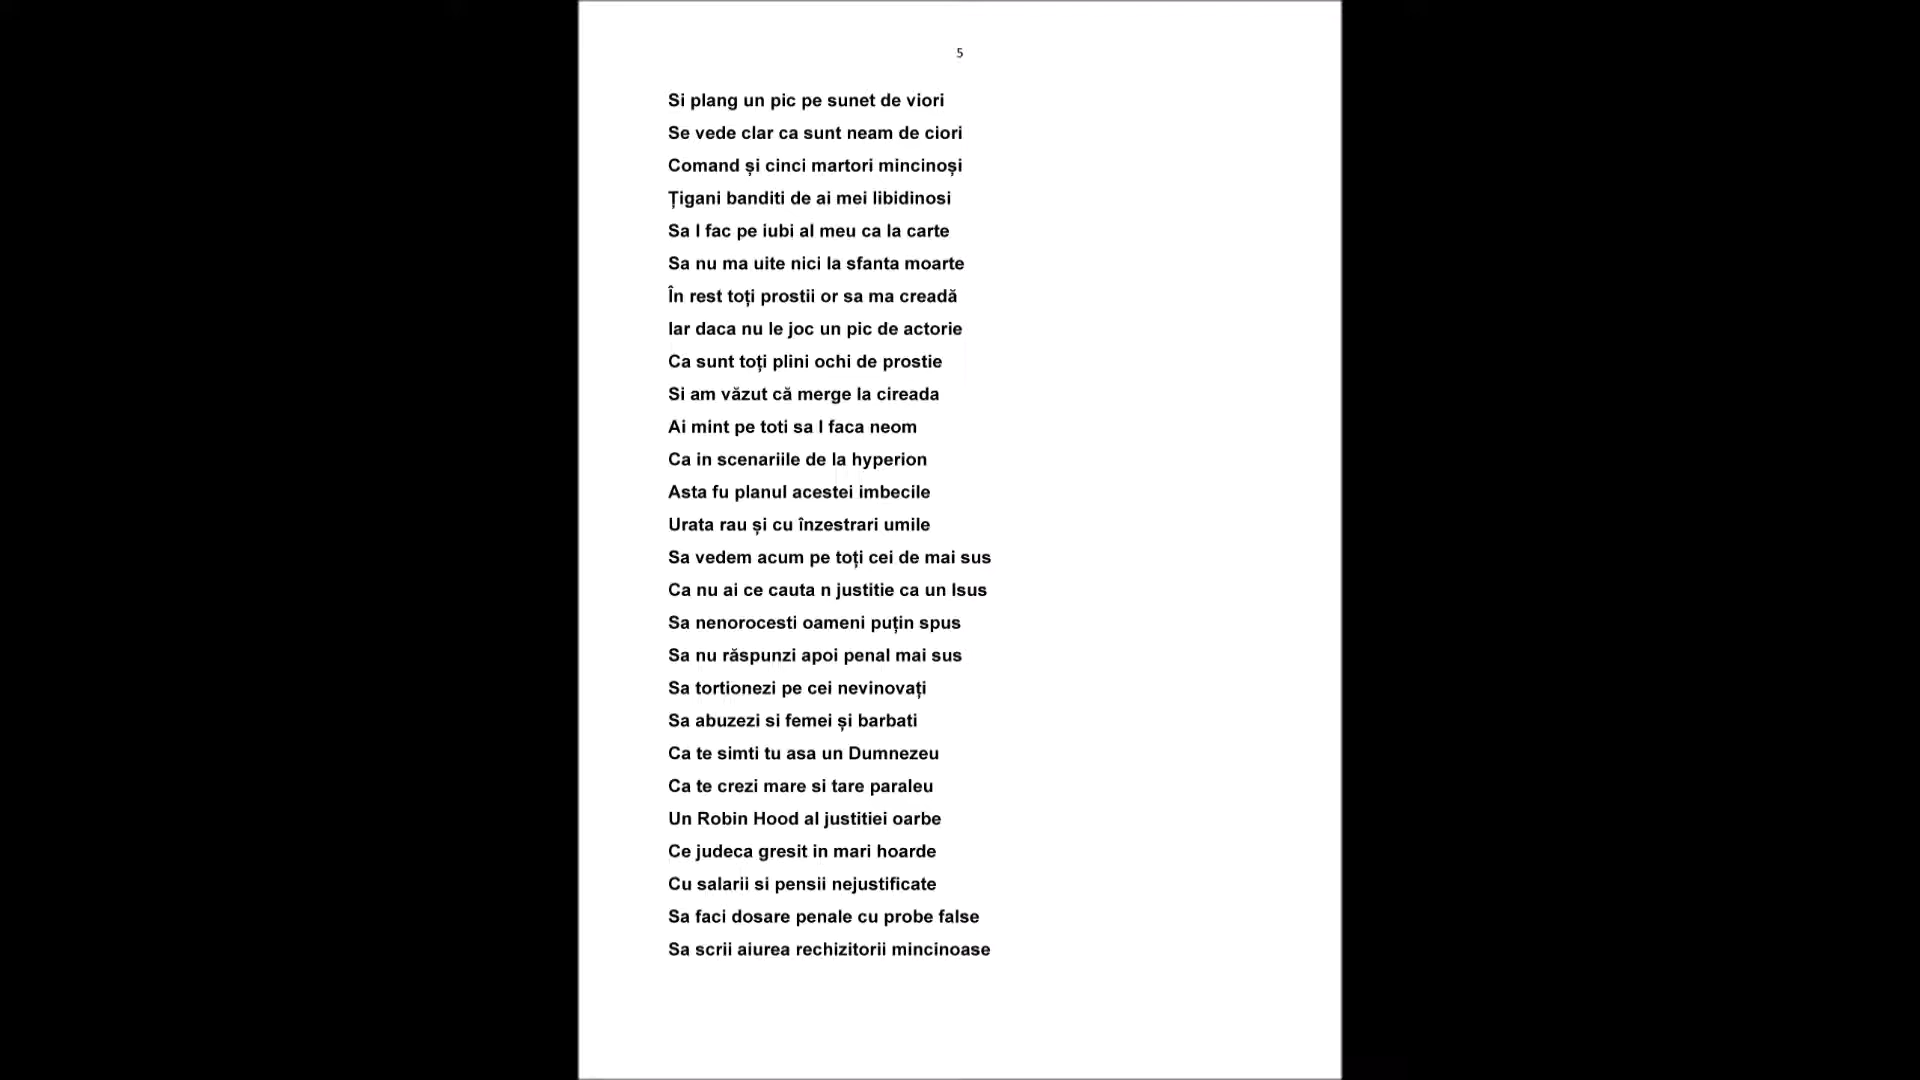 5
Si plang un pic pe sunet de viori
Se vede clar ca sunt neam de ciori
Comand și cinci martori mincinoși
Țigani banditi de ai mei libidinosi
Sa l fac pe iubi al meu ca la carte
Sa nu ma uite nici la sfanta moarte
În rest toți prostii or sa ma creadă
Iar daca nu le joc un pic de actorie
Ca sunt toți plini ochi de prostie
Si am văzut că merge la cireada
Ai mint pe toti sa l faca neom
Ca in scenariile de la hyperion
Asta fu planul acestei imbecile
Urata rau și cu înzestrari umile
Sa vedem acum pe toți cei de mai sus
Ca nu ai ce cauta n justitie ca un Isus
Sa nenorocesti oameni puțin spus
Sa nu răspunzi apoi penal mai sus
Sa tortionezi pe cei nevinovați
Sa abuzezi si femei și barbati
Ca te simti tu asa un Dumnezeu
Ca te crezi mare si tare paraleu
Un Robin Hood al justitiei oarbe
Ce judeca gresit in mari hoarde
Cu salarii si pensii nejustificate
Sa faci dosare penale cu probe false
Sa scrii aiurea rechizitorii mincinoase